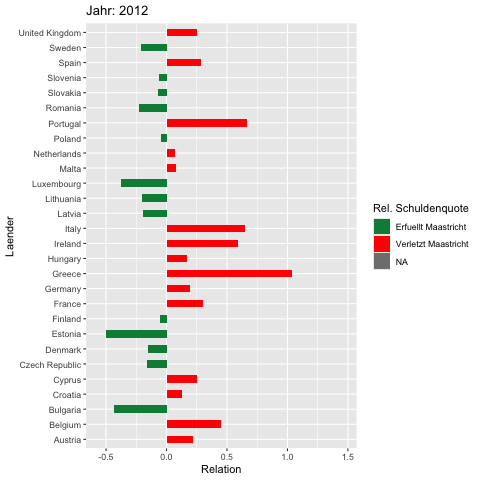 Jahr: 2012
United Kingdom
Sweden
Spain
Slovenia
Slovakia
Romania
Portugal
Poland
Netherlands
Malta
Luxembourg
Lithuania
Latvia
Italy
Ireland
Hungary
Greece
Germany
France
Finland
Estonia
Denmark
Czech Republic
Cyprus
Croatia
Bulgaria
Belgium
Austria
Laender
-0.5 0.0 0.5 1.0 1.5
Relation
Rel. Schuldenquote
Erfuellt Maastricht
Verletzt Maastricht
NA